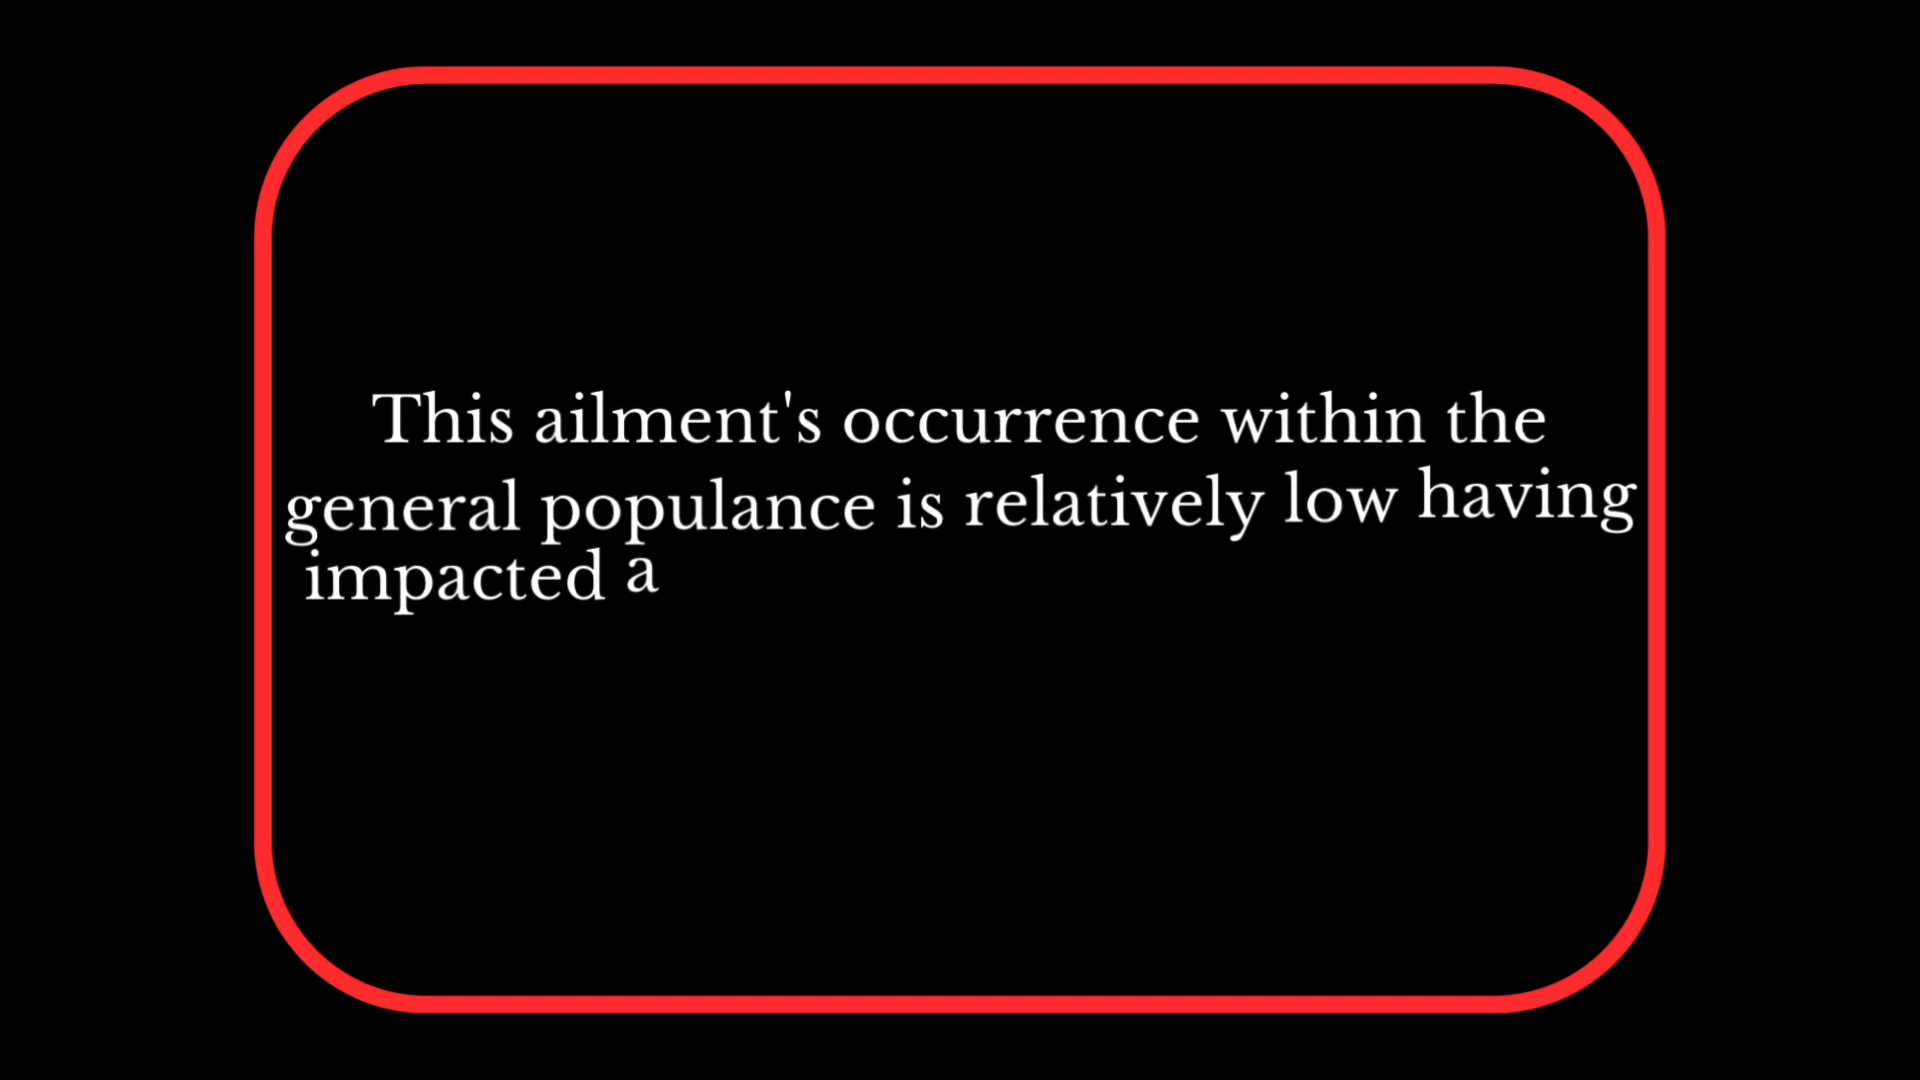 This ailment's occurrence within the
general populance is relatively low having
impacted a